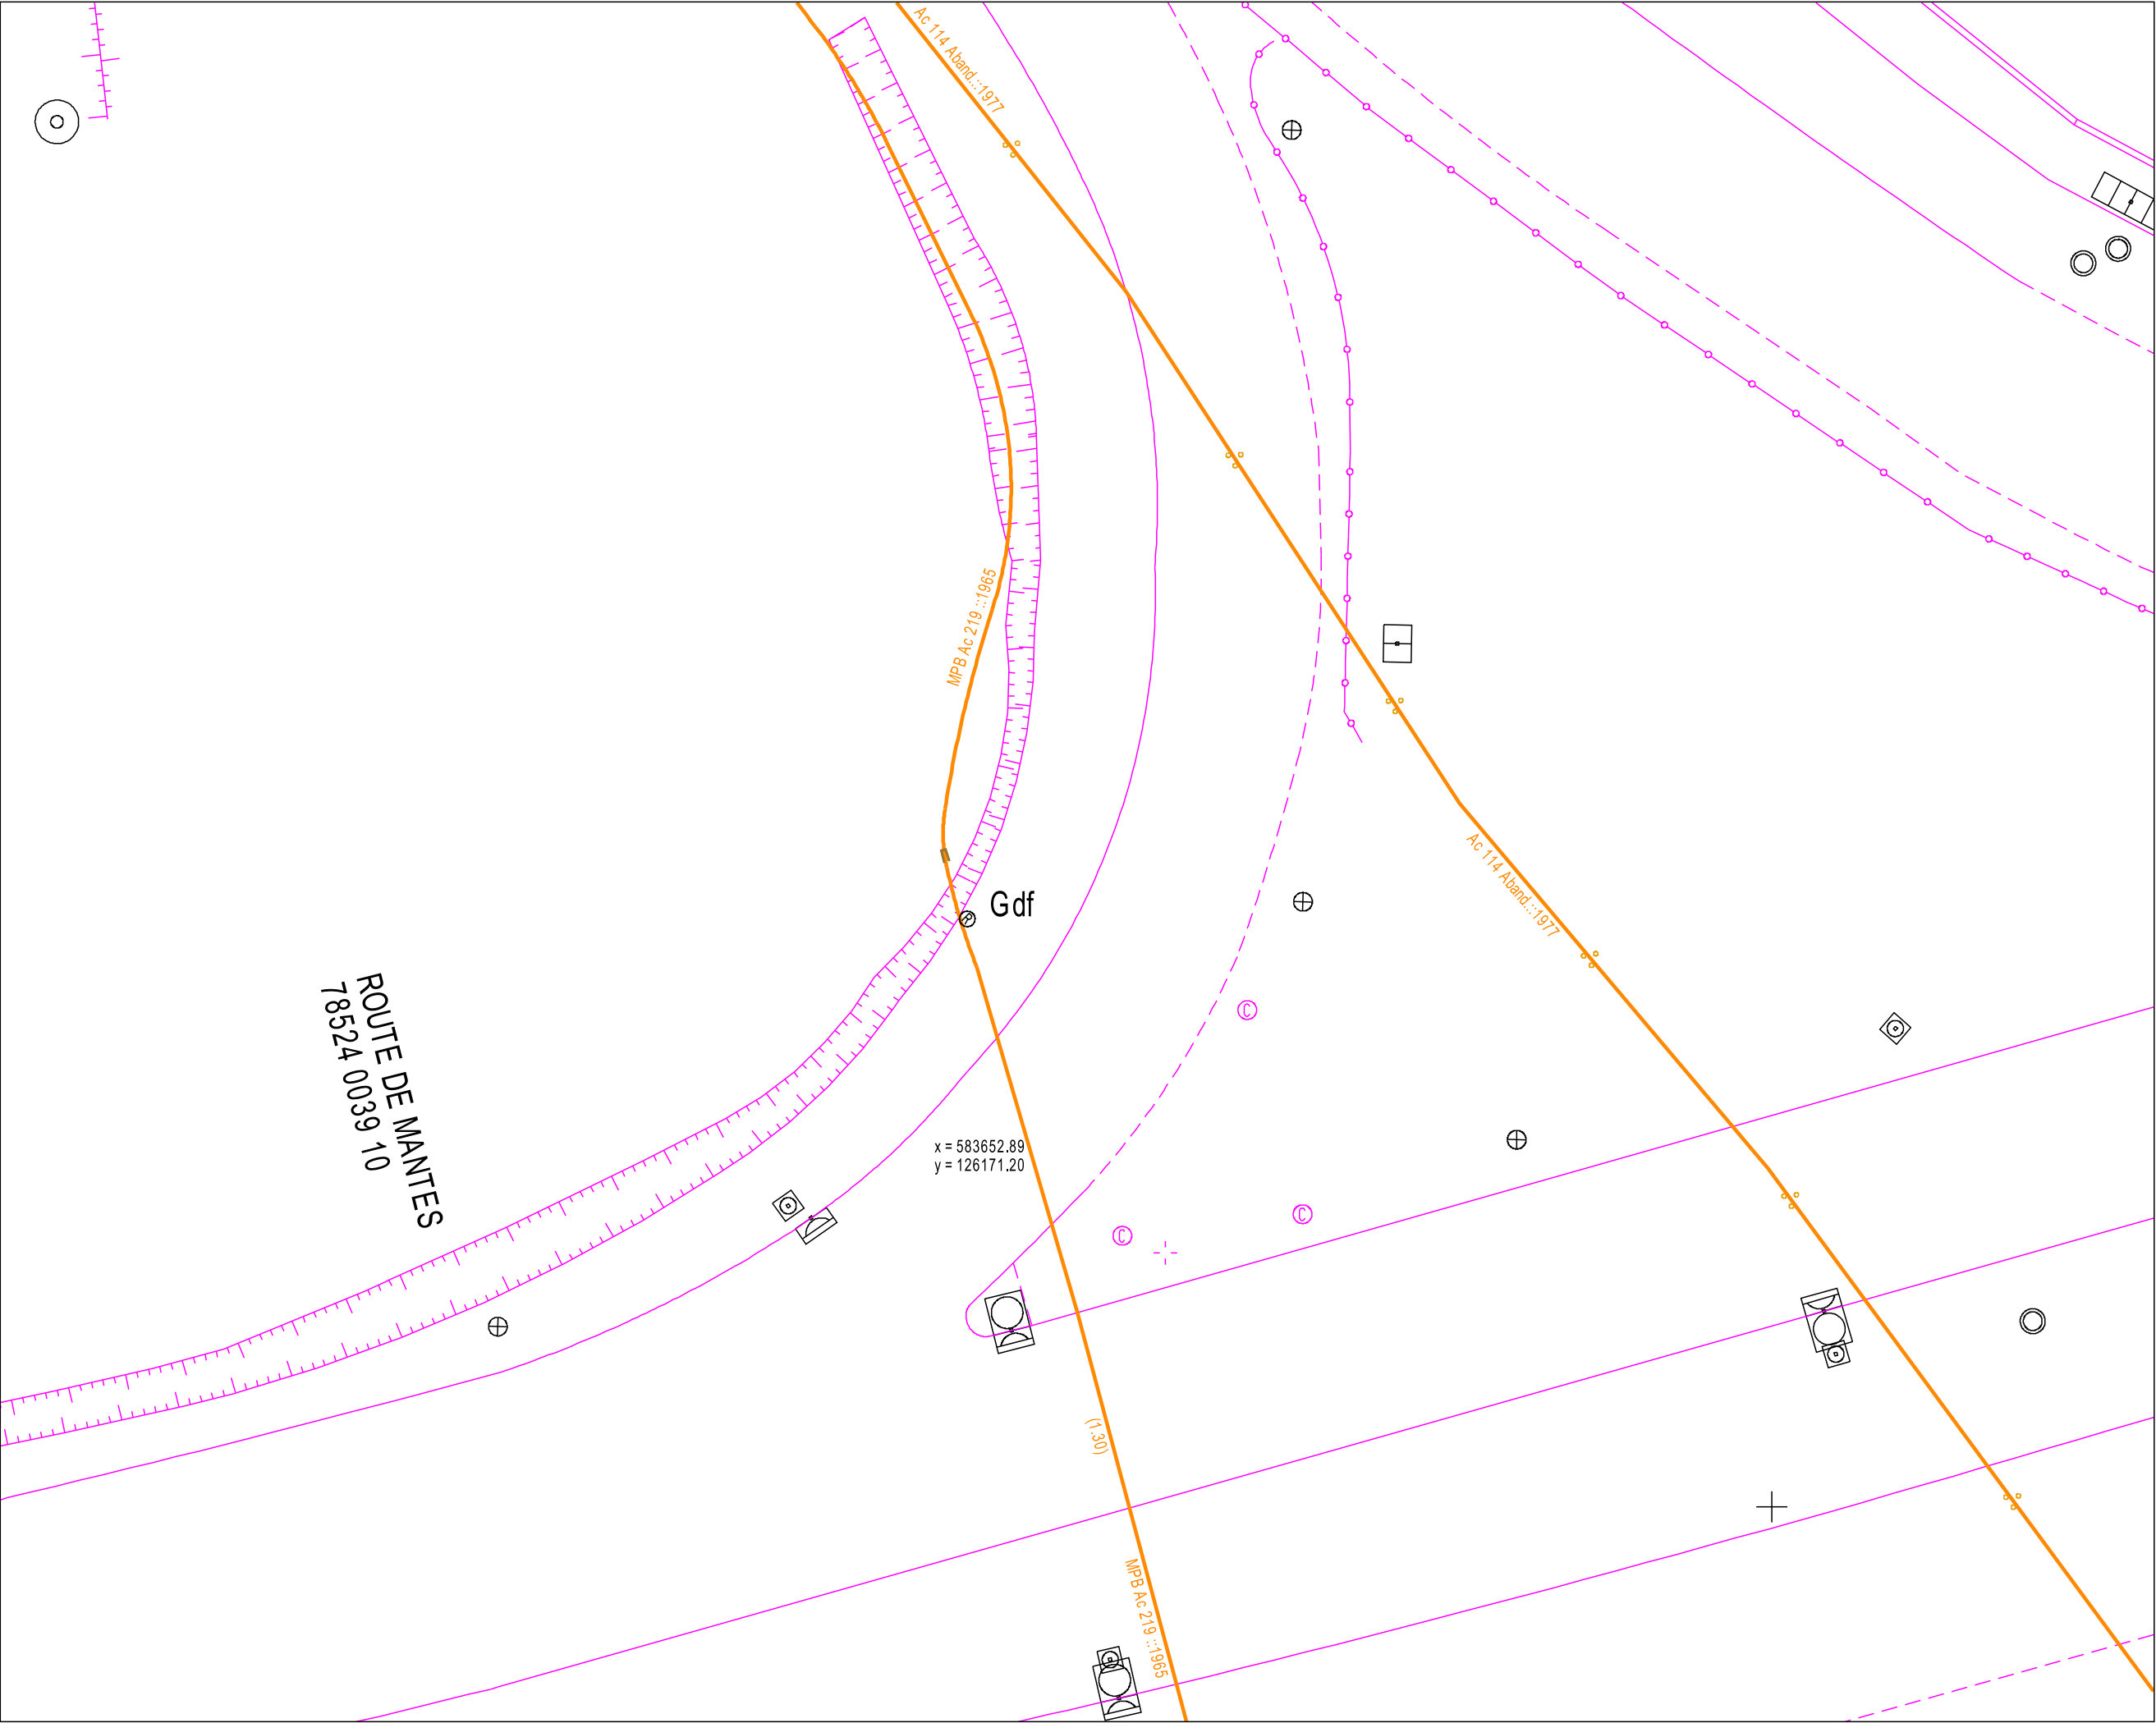 Ac 114 Aband...::1977
MPB Ac 219 ::1965
Ac 114 Aband...::1977
R
Gdf
ROUTE DE MANTES
78524 0039 10
C
x = 583652.89
y = 126171.20
C
C
(1.30)
MPB Ac 219 ::1965